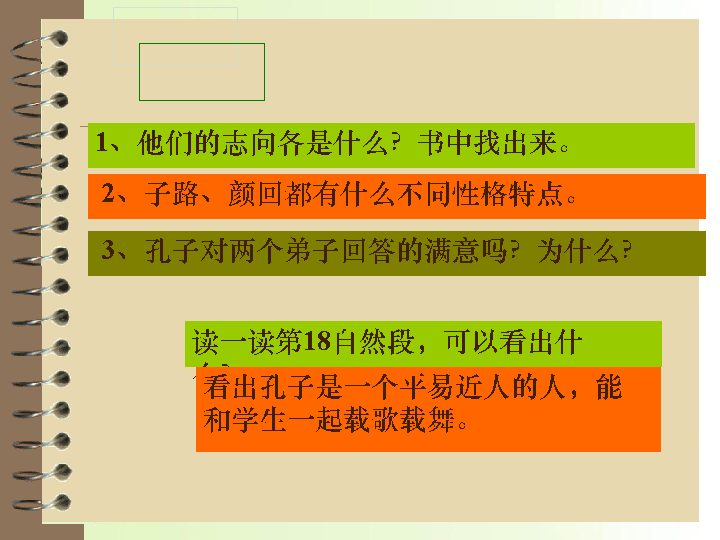 1、他们的志向各是什么？书中找出来。
2、子路、颜回都有什么不同性格特点。
3、孔子对两个弟子回答的满意吗？为什么？
读一读第18自然段，可以看出什
看出孔子是一个平易近人的人，能
和学生一起载歌载舞。